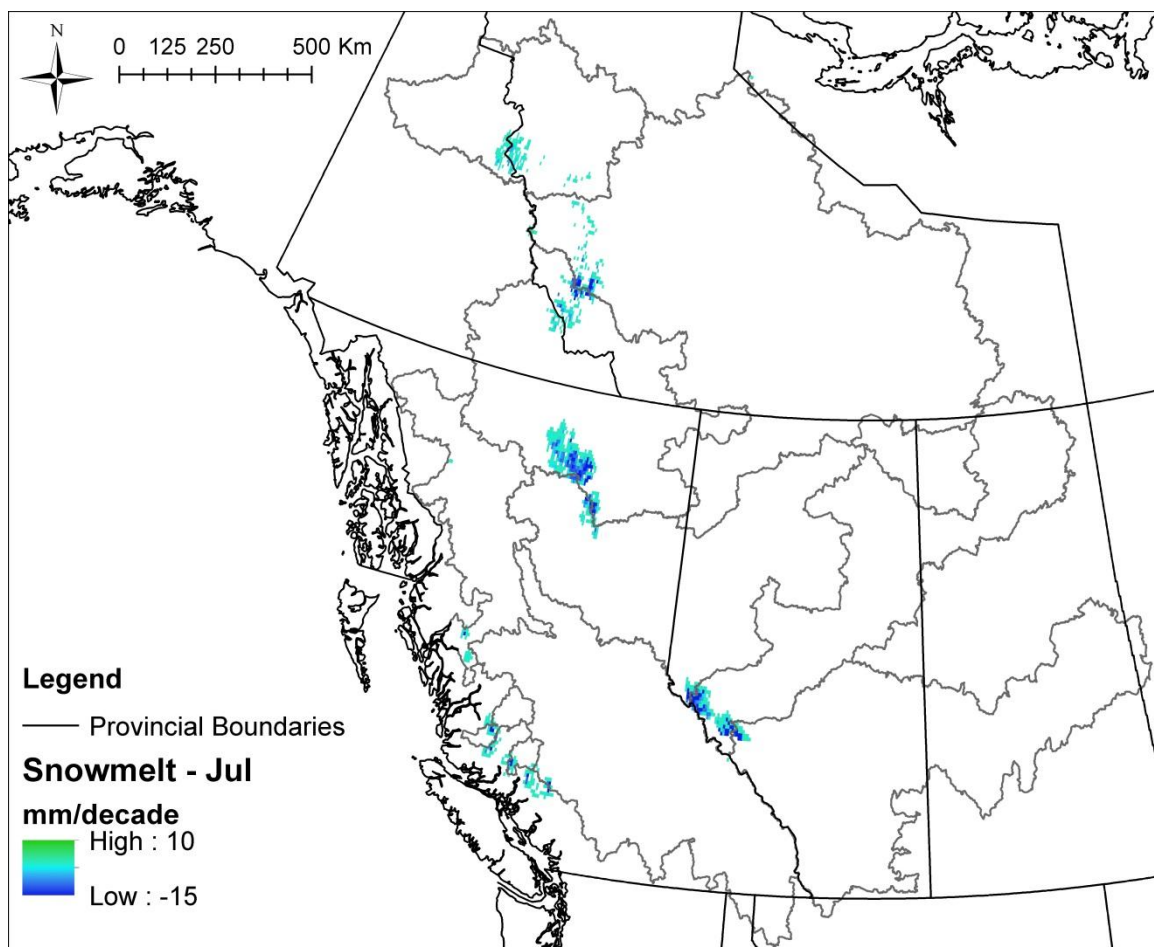 N
0 125 250 500 Km
Legend
Provincial Boundaries
Snowmelt - Jul
mm/decade
High : 10
Low : -15